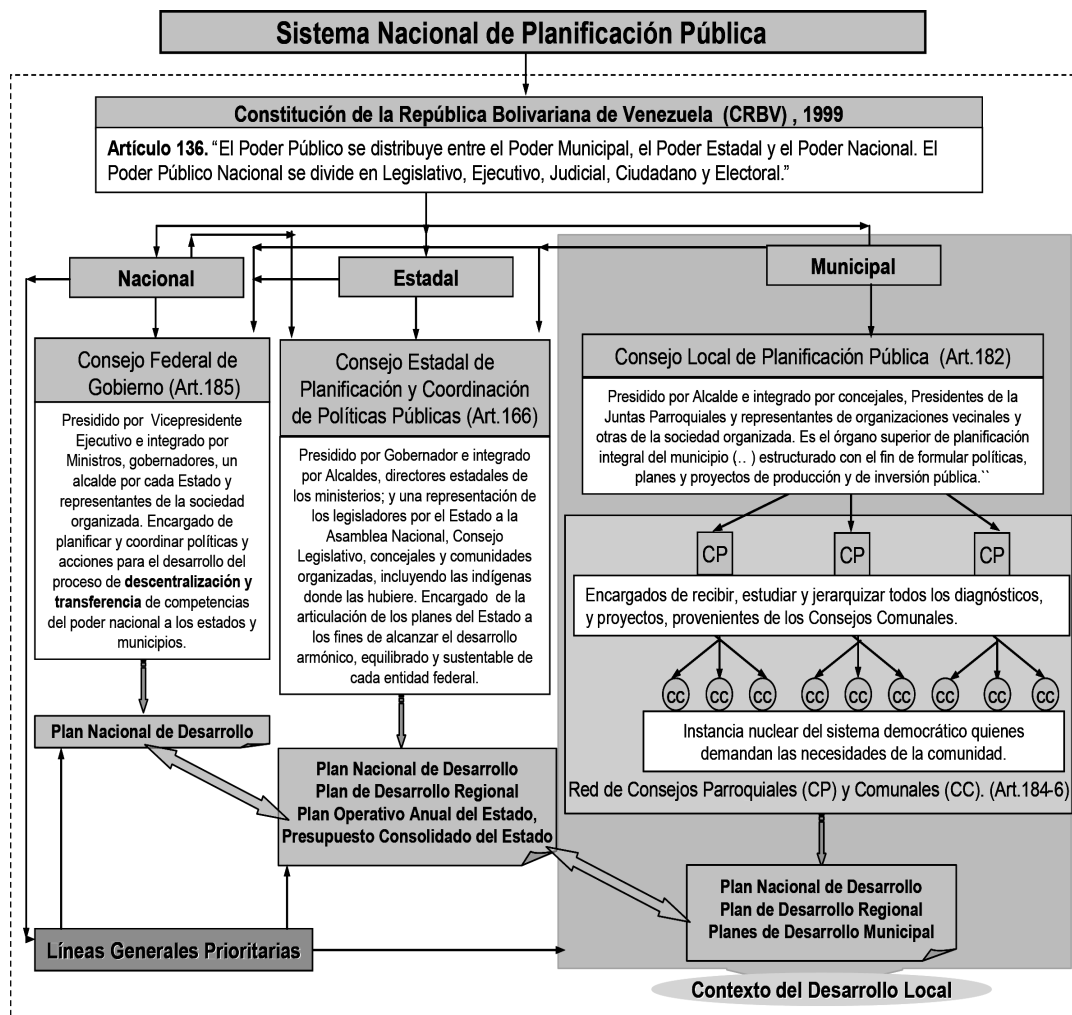 Sistema Nacional de Planificación Pública
Constitución de la República Bolivariana de Venezuela (CRBV) , 1999
Artículo 136. “El Poder Público se distribuye entre el Poder Municipal, el Poder Estadal y el Poder Nacional. El
Poder Público Nacional se divide en Legislativo, Ejecutivo, Judicial, Ciudadano y Electoral.”
Nacional
Estadal
Municipal
Consejo Federal de
Gobierno (Art.185)
Presidido por Vicepresidente
Ejecutivo e integrado por
Ministros, gobernadores, un
alcalde por cada Estado y
representantes de la sociedad
organizada. Encargado de
planificar y coordinar políticas y
acciones para el desarrollo del
proceso de descentralización y
transferencia de competencias
del poder nacional a los estados y
municipios.
Plan Nacional de Desarrollo
Consejo Estadal de
Planificación y Coordinación
de Políticas Públicas (Art.166)
Presidido por Gobernador e integrado
por Alcaldes, directores estadales de
los ministerios; y una representación de
los legisladores por el Estado a la
Asamblea Nacional, Consejo
Legislativo, concejales y comunidades
organizadas, incluyendo las indígenas
donde las hubiere. Encargado de la
articulación de los planes del Estado a
los fines de alcanzar el desarrollo
armónico, equilibrado y sustentable de
cada entidad federal.
Plan Nacional de Desarrollo
Plan de Desarrollo Regional
Plan Operativo Anual del Estado,
Presupuesto Consolidado del Estado
Consejo Local de Planificación Pública (Art.182)
Presidido por Alcalde e integrado por concejales, Presidentes de la
Juntas Parroquiales y representantes de organizaciones vecinales y
otras de la sociedad organizada. Es el órgano superior de planificación
integral del municipio (.. ) estructurado con el fin de formular políticas,
planes y proyectos de producción y de inversión pública.``
CP CP CP
Encargados de recibir, estudiar y jerarquizar todos los diagnósticos,
y proyectos, provenientes de los Consejos Comunales.
CC CC CC CC CC CC CC CC CC
Instancia nuclear del sistema democrático quienes
demandan las necesidades de la comunidad.
Red de Consejos Parroquiales (CP) y Comunales (CC). (Art.184-6)
Plan Nacional de Desarrollo
Plan de Desarrollo Regional
Planes de Desarrollo Municipal
Líneas Generales Prioritarias
Contexto del Desarrollo Local